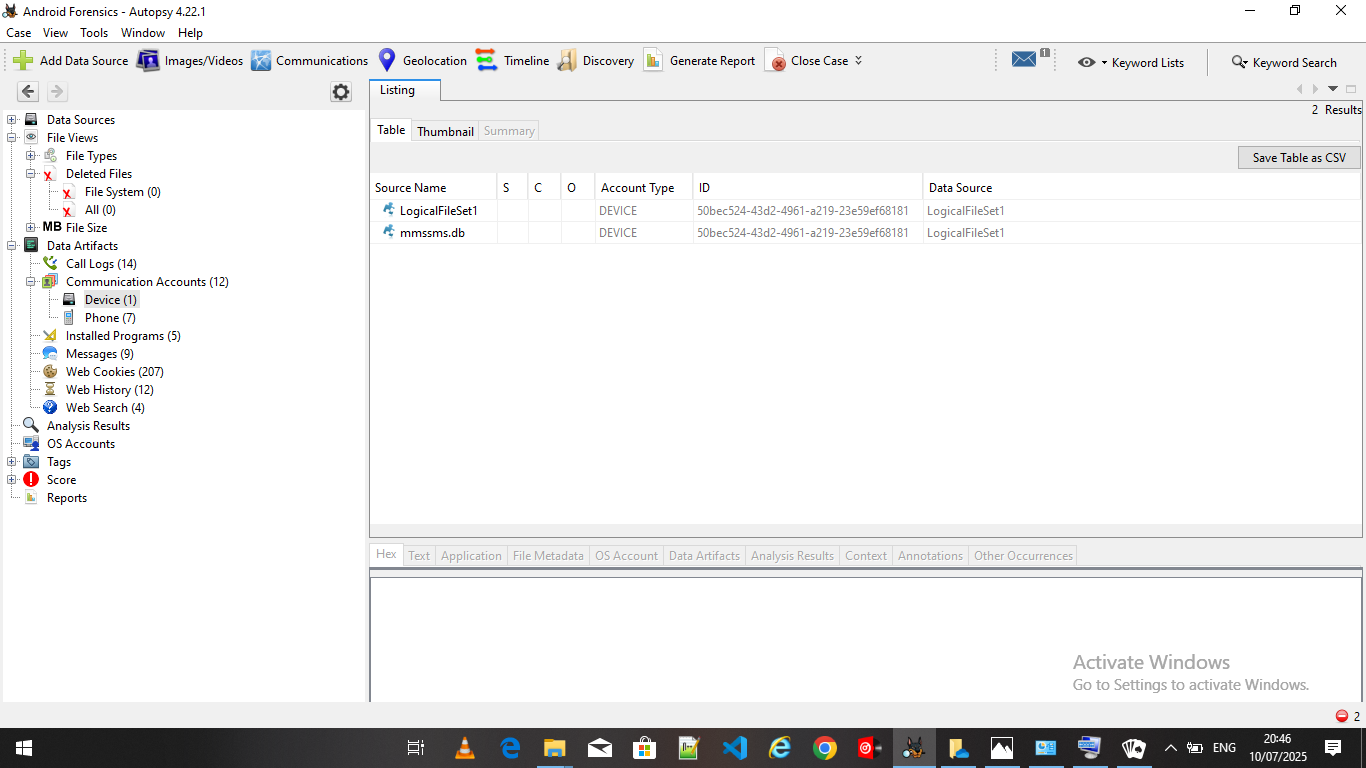 Android Forensics - Autopsy 4.22.1
Case View Tools Window Help
Add Data Source Images/Videos Communications Geolocation Timeline Discovery Generate Report Close Case 1 Keyword Lists Keyword Search
Listing
2 Results
Data Sources
File Views
File Types
Deleted Files
File System (0)
All (0)
MB File Size
Data Artifacts
Call Logs (14)
Communication Accounts (12)
Device (1)
Phone (7)
Installed Programs (5)
Messages (9)
Web Cookies (207)
Web History (12)
Web Search (4)
Analysis Results
OS Accounts
Tags
Score
Reports
Table Thumbnail Summary
Save Table as CSV
Source Name S C O Account Type ID Data Source
LogicalFileSet1 DEVICE 50bec524-43d2-4961-a219-23e59ef68181 LogicalFileSet1
mmssms.db DEVICE 50bec524-43d2-4961-a219-23e59ef68181 LogicalFileSet1
Hex Text Application File Metadata OS Account Data Artifacts Analysis Results Context Annotations Other Occurrences
Activate Windows
Go to Settings to activate Windows.
2
ENG
20:46
10/07/2025